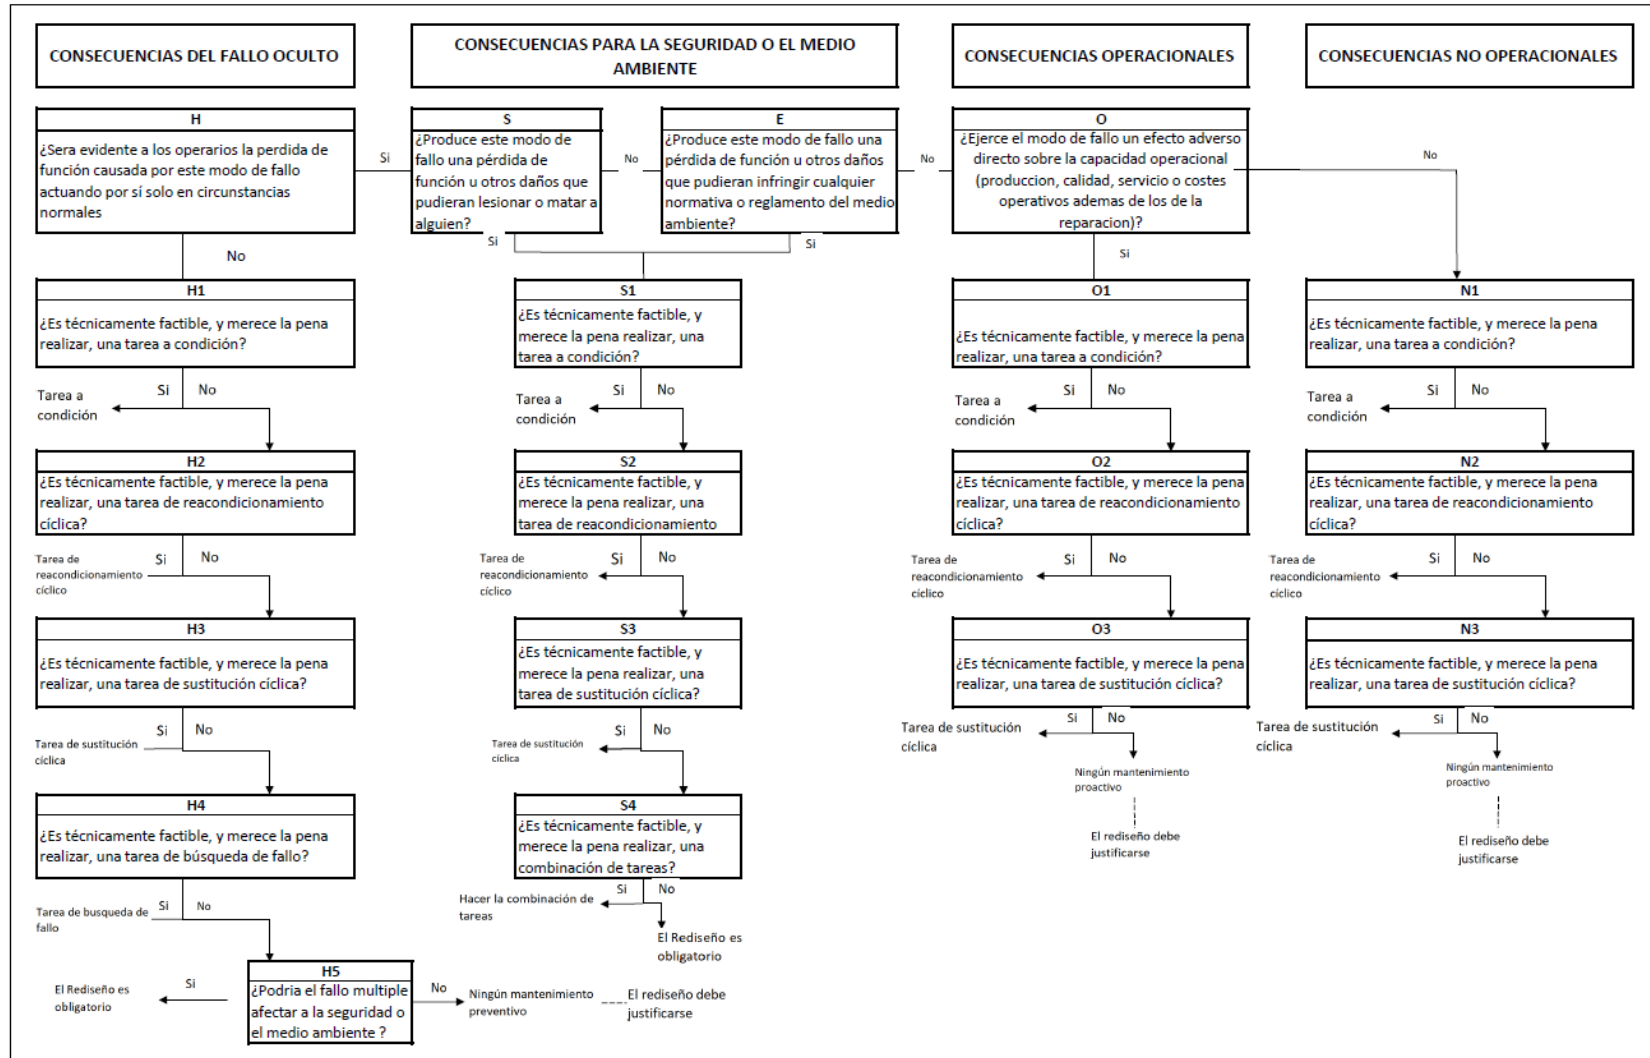 CONSECUENCIAS DEL FALLO OCULTO
CONSECUENCIAS PARA LA SEGURIDAD O EL MEDIO
AMBIENTE
CONSECUENCIAS OPERACIONALES
CONSECUENCIAS NO OPERACIONALES
H
¿Sera evidente a los operarios la perdida de
función causada por este modo de fallo
actuando por sí solo en circunstancias
normales
Si
No
S
¿Produce este modo de
fallo una pérdida de
función u otros daños que
pudieran lesionar o matar a
alguien?
No
Si
E
¿Produce este modo de fallo una
pérdida de función u otros daños
que pudieran infringir cualquier
normativa o reglamento del medio
ambiente?
No
Si
O
¿Ejerce el modo de fallo un efecto adverso
directo sobre la capacidad operacional
(produccion, calidad, servicio o costes
operativos ademas de los de la
reparacion)?
No
Si
H1
¿Es técnicamente factible, y merece la pena
realizar, una tarea a condición?
Si
No
Tarea a
condición
S1
¿Es técnicamente factible, y
merece la pena realizar, una
tarea a condición?
Si
No
Tarea a
condición
O1
¿Es técnicamente factible, y merece la pena
realizar, una tarea a condición?
Si
No
Tarea a
condición
N1
¿Es técnicamente factible, y merece la pena
realizar, una tarea a condición?
Si
No
Tarea a
condición
H2
¿Es técnicamente factible, y merece la pena
realizar, una tarea de reacondicionamiento
cíclica?
Si
No
Tarea de
reacondicionamiento
cíclico
S2
¿Es técnicamente factible, y
merece la pena realizar, una
tarea de reacondicionamiento
Si
No
Tarea de
reacondicionamiento
cíclico
O2
¿Es técnicamente factible, y merece la pena
realizar, una tarea de reacondicionamiento
cíclica?
Si
No
Tarea de
reacondicionamiento
cíclico
N2
¿Es técnicamente factible, y merece la pena
realizar, una tarea de reacondicionamiento
cíclica?
Si
No
Tarea de
reacondicionamiento
cíclico
H3
¿Es técnicamente factible, y merece la pena
realizar, una tarea de sustitución cíclica?
Si
No
Tarea de sustitución
cíclica
S3
¿Es técnicamente factible, y
merece la pena realizar, una
tarea de sustitución cíclica?
Si
No
Tarea de sustitución
cíclica
O3
¿Es técnicamente factible, y merece la pena
realizar, una tarea de sustitución cíclica?
Si
No
Tarea de sustitución
cíclica
Ningún mantenimiento
proactivo
El rediseño debe
justificarse
N3
¿Es técnicamente factible, y merece la pena
realizar, una tarea de sustitución cíclica?
Si
No
Tarea de sustitución
cíclica
Ningún mantenimiento
proactivo
El rediseño debe
justificarse
H4
¿Es técnicamente factible, y merece la pena
realizar, una tarea de búsqueda de fallo?
Si
No
Tarea de busqueda de
fallo
S4
¿Es técnicamente factible, y
merece la pena realizar, una
combinación de tareas?
Si
No
Hacer la combinación de
tareas
El Rediseño es
obligatorio
H5
¿Podria el fallo multiple
afectar a la seguridad o
el medio ambiente ?
Si
El Rediseño es
obligatorio
No
Ningún mantenimiento
preventivo
El rediseño debe
justificarse